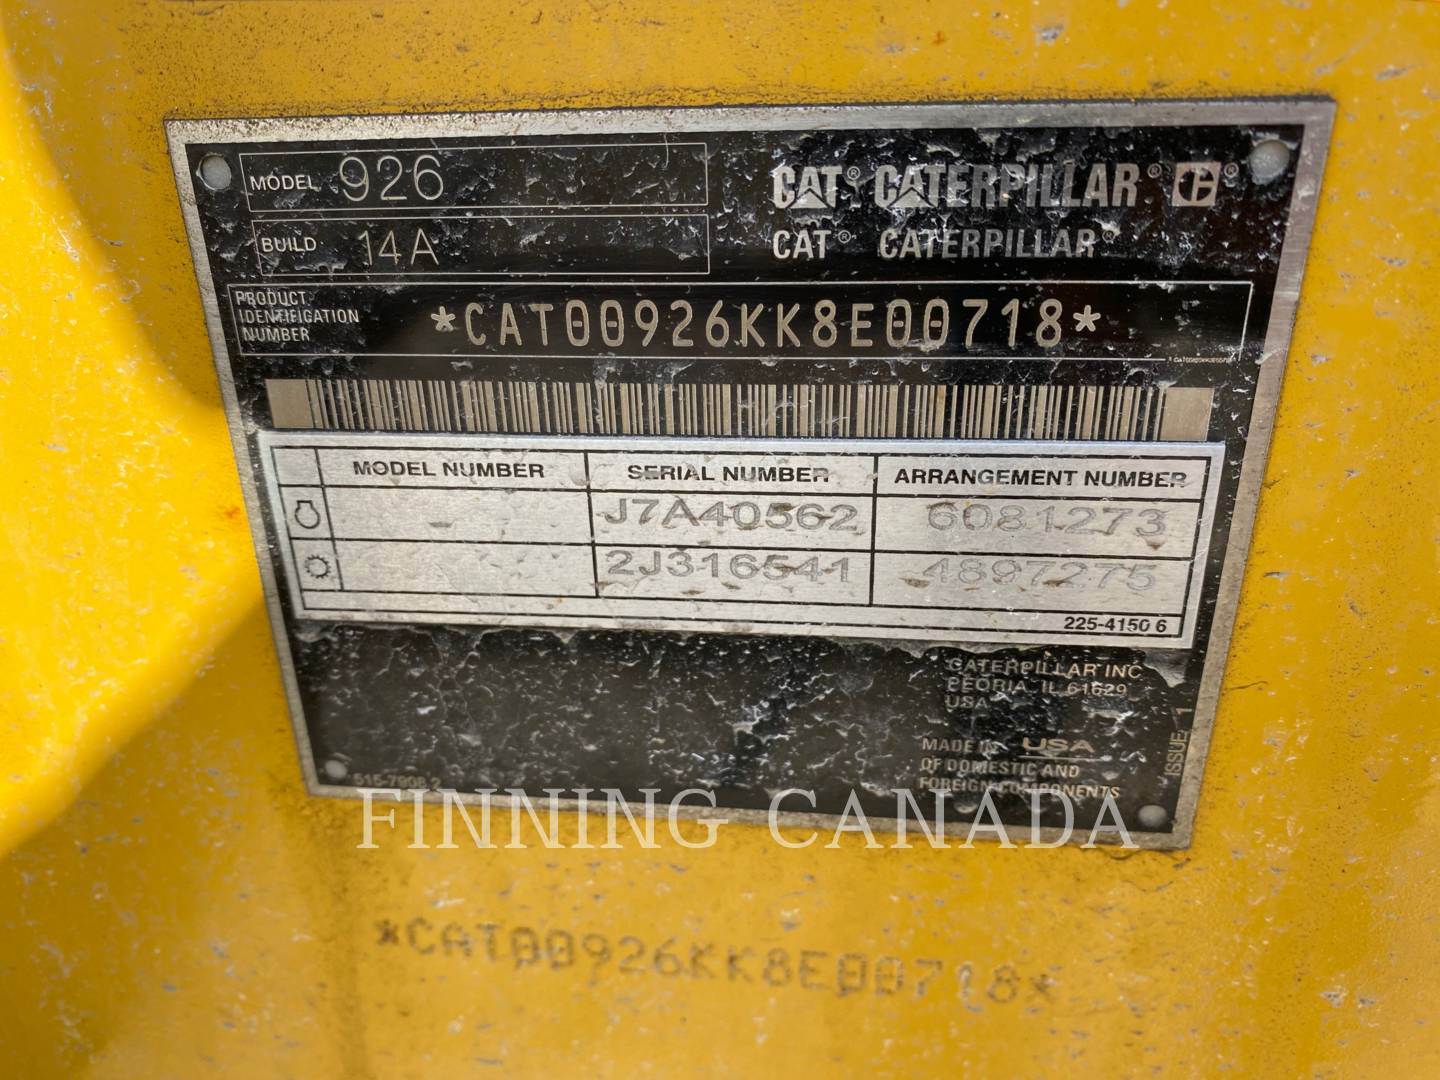 MODEL 926
CAT® CATERPILLAR® C®
BUILD 14A
CAT® CATERPILLAR®
PRODUCT
IDENTIFICATION
NUMBER
*CAT00926KK8E00718*
MODEL NUMBER SERIAL NUMBER ARRANGEMENT NUMBER
J7A40562 6081273
2J316541 4897275
225-4150 6
CATERPILLAR INC
PEORIA, IL 61629
USA
MADE IN USA
OF DOMESTIC AND
FOREIGN COMPONENTS
ISSUE 1
515-7908 2
FINNING CANADA
*CAT00926KK8E00718*